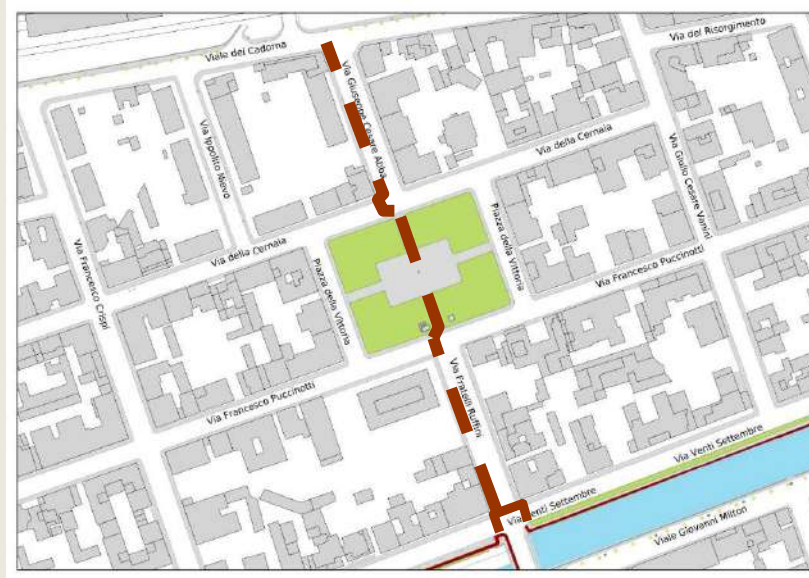 Viale dei Cadorna
Via del Risorgimento
Via Giuseppe Cesare Abba
Via Ippolito Nievo
Via della Cernaia
Via Giulio Cesare Vanini
Piazza della Vittoria
Via della Cernaia
Via Francesco Crispi
Piazza della Vittoria
Via Francesco Puccinotti
Via Francesco Puccinotti
Via Fratelli Ruffini
Via Venti Settembre
Via Venti Settembre
Viale Giovanni Milton